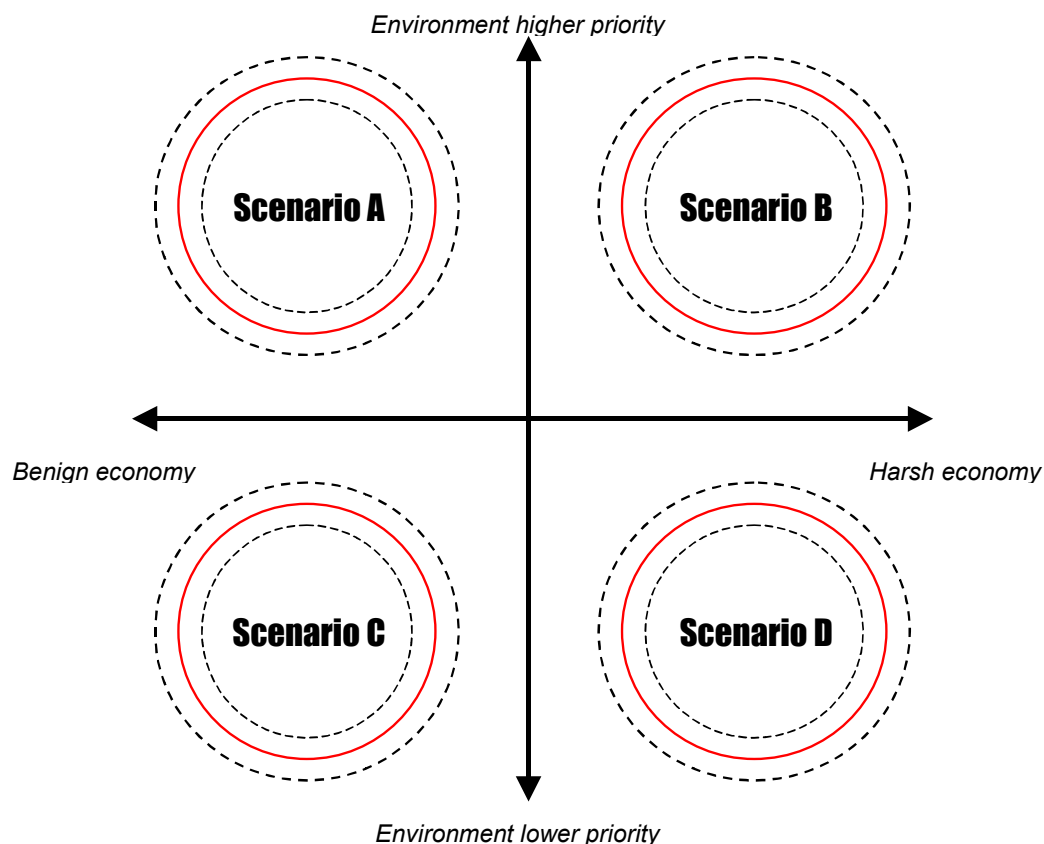 Environment higher priority
Scenario A
Scenario B
Benign economy
Harsh economy
Scenario C
Scenario D
Environment lower priority